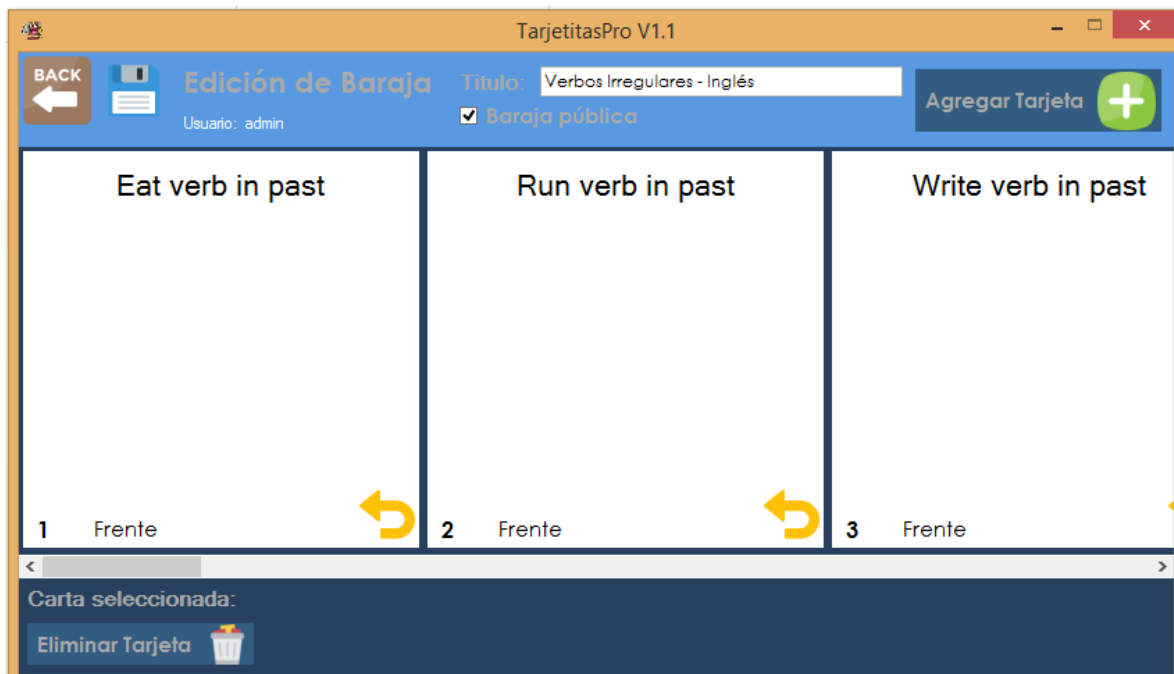 TarjetitasPro V1.1
BACK
Edición de Baraja
Usuario: admin
Titulo: Verbos Irregulares - Inglés
Baraja pública
Agregar Tarjeta
Eat verb in past
Run verb in past
Write verb in past
1 Frente
2 Frente
3 Frente
Carta seleccionada:
Eliminar Tarjeta